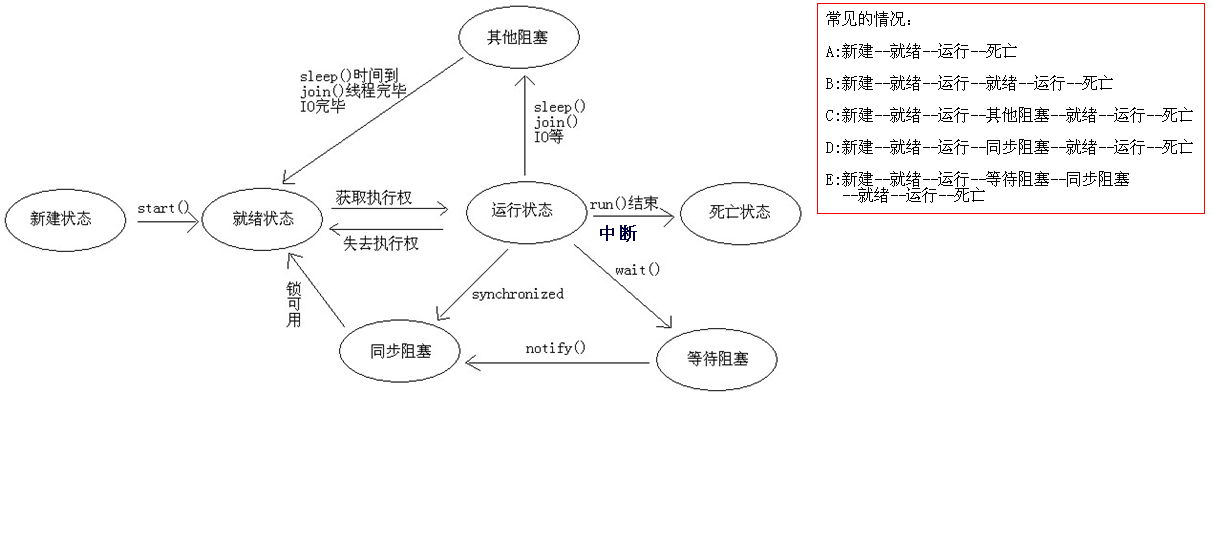 其他阻塞
sleep()时间到
join()线程完毕
IO完毕
sleep()
join()
IO等
新建状态
start()
就绪状态
获取执行权
失去执行权
运行状态
run()结束
中断
死亡状态
锁可用
synchronized
wait()
同步阻塞
notify()
等待阻塞
常见的情况:
A:新建--就绪--运行--死亡
B:新建--就绪--运行--就绪--运行--死亡
C:新建--就绪--运行--其他阻塞--就绪--运行--死亡
D:新建--就绪--运行--同步阻塞--就绪--运行--死亡
E:新建--就绪--运行--等待阻塞--同步阻塞
--就绪--运行--死亡